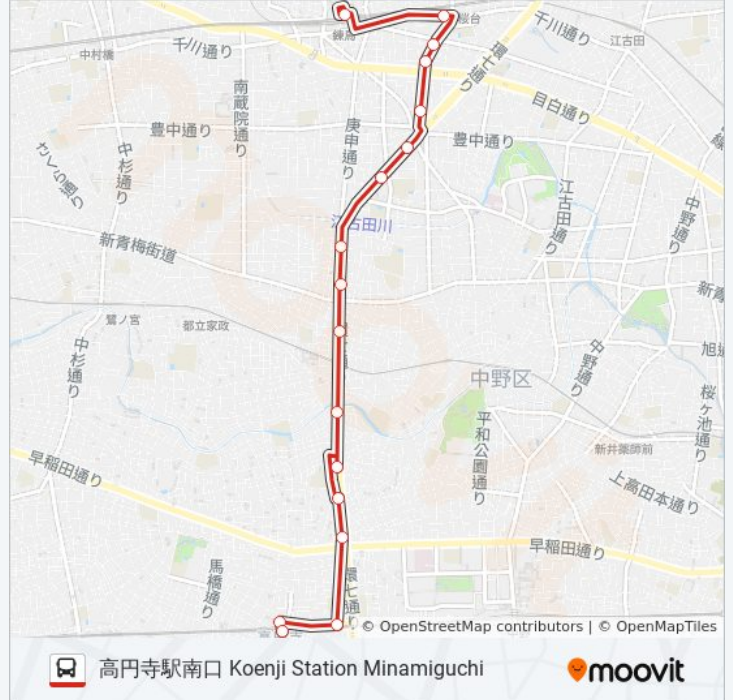 桜台
千川通り
江古田
練馬
千川通り
環七通り
中村橋
南蔵院通り
目白通り
豊中通り
庚申通り
豊中通り
中杉通り
さくら通り
江古田通り
中野通り
江古田川
新青梅街道
新青
鷺ノ宮
都立家政
中杉通り
中野通り
旭通
中野区
桜ヶ池通り
平和公園通り
新井薬師前
早稲田通り
上高田本通り
早稲田通り
馬橋通り
環七通り
© OpenStreetMap contributors | © OpenMapTiles
高円寺駅南口 Koenji Station Minamiguchi
moovit